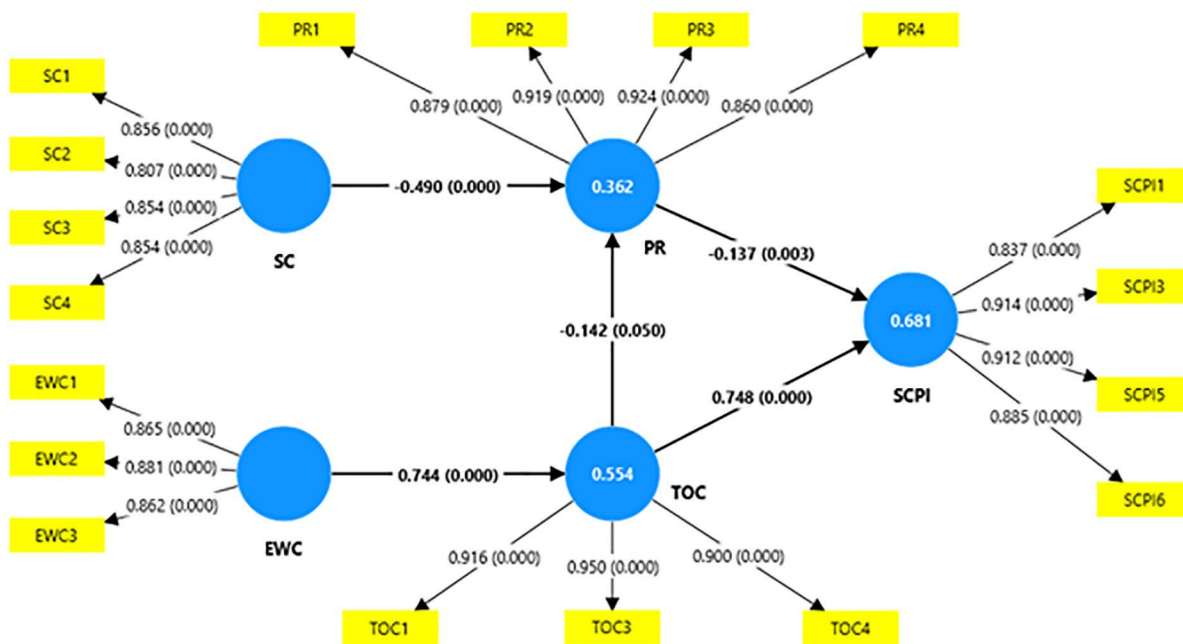 PR1
PR2
PR3
PR4
SC1
0.879 (0.000)
0.919 (0.000)
0.924 (0.000)
0.860 (0.000)
0.856 (0.000)
SC2
0.807 (0.000)
0.854 (0.000)
SC3
0.854 (0.000)
SC4
SC
-0.490 (0.000)
0.362
PR
-0.137 (0.003)
SCPI1
0.837 (0.000)
SCPI3
0.914 (0.000)
0.681
0.912 (0.000)
SCPI5
SCPI
0.885 (0.000)
SCPI6
-0.142 (0.050)
0.748 (0.000)
EWC1
0.865 (0.000)
EWC2
0.881 (0.000)
0.862 (0.000)
EWC3
EWC
0.744 (0.000)
0.554
TOC
0.916 (0.000)
0.950 (0.000)
0.900 (0.000)
TOC1
TOC3
TOC4